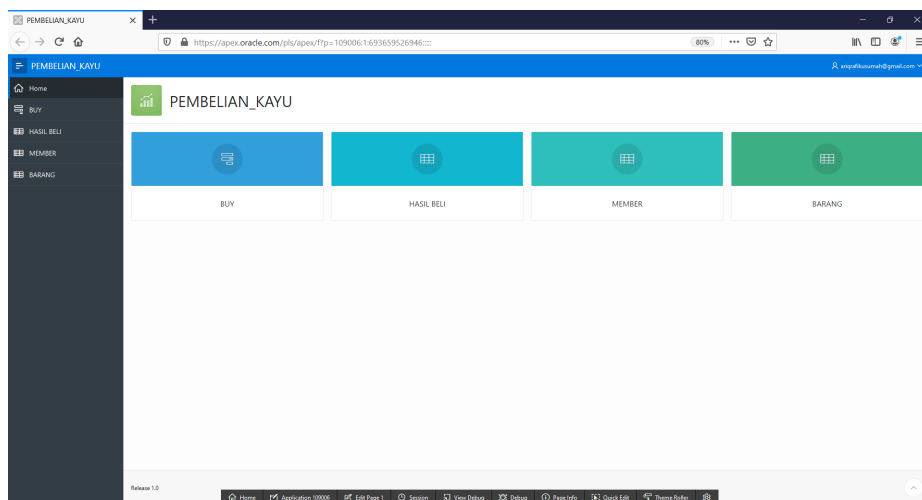 PEMBELIAN_KAYU
https://apex.oracle.com/pls/apex/f?p=109006:1:693659526946:::::
80%
PEMBELIAN_KAYU
Home
BUY
HASIL BELI
MEMBER
BARANG
PEMBELIAN_KAYU
BUY
HASIL BELI
MEMBER
BARANG
Release 1.0
Home Application 109006 Edit Page 1 Session View Debug Debug Page Info Quick Edit Theme Roller